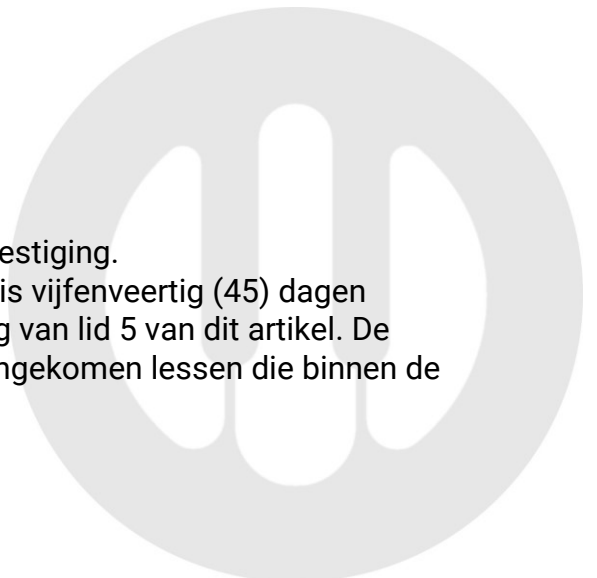 estiging.
is vijfenveertig (45) dagen
g van lid 5 van dit artikel. De
ngekomen lessen die binnen de